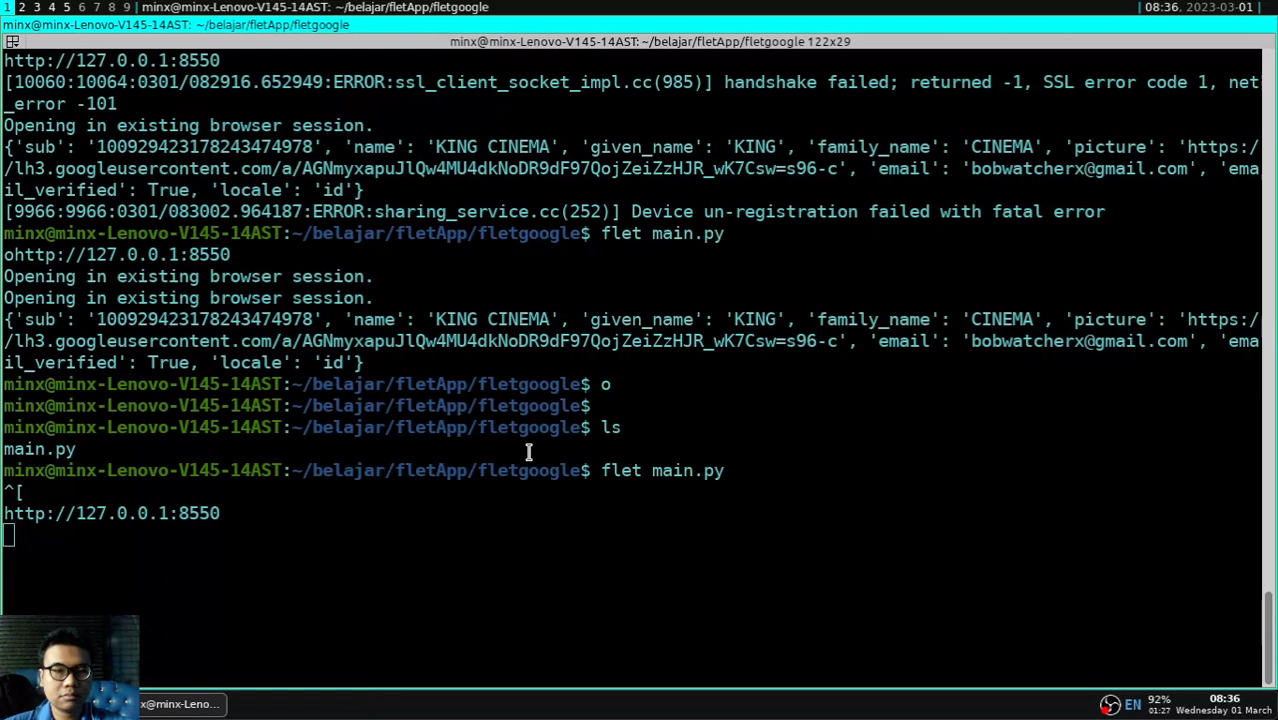 1 2 3 4 5 6 7 8 9 minx@minx-Lenovo-V145-14AST: ~/belajar/fletApp/fletgoogle 08:36, 2023-03-01
minx@minx-Lenovo-V145-14AST: ~/belajar/fletApp/fletgoogle
minx@minx-Lenovo-V145-14AST: ~/belajar/fletApp/fletgoogle 122x29
http://127.0.0.1:8550
[10060:10064:0301/082916.652949:ERROR:ssl_client_socket_impl.cc(985)] handshake failed; returned -1, SSL error code 1, net
_error -101
Opening in existing browser session.
{'sub': '100929423178243474978', 'name': 'KING CINEMA', 'given_name': 'KING', 'family_name': 'CINEMA', 'picture': 'https:/
/lh3.googleusercontent.com/a/AGNmyxapuJlQw4MU4dkNoDR9dF97QojZeiZzHJR_wK7Csw=s96-c', 'email': 'bobwatcherx@gmail.com', 'ema
il_verified': True, 'locale': 'id'}
[9966:9966:0301/083002.964187:ERROR:sharing_service.cc(252)] Device un-registration failed with fatal error
minx@minx-Lenovo-V145-14AST:~/belajar/fletApp/fletgoogle$ flet main.py
ohttp://127.0.0.1:8550
Opening in existing browser session.
Opening in existing browser session.
{'sub': '100929423178243474978', 'name': 'KING CINEMA', 'given_name': 'KING', 'family_name': 'CINEMA', 'picture': 'https:/
/lh3.googleusercontent.com/a/AGNmyxapuJlQw4MU4dkNoDR9dF97QojZeiZzHJR_wK7Csw=s96-c', 'email': 'bobwatcherx@gmail.com', 'ema
il_verified': True, 'locale': 'id'}
minx@minx-Lenovo-V145-14AST:~/belajar/fletApp/fletgoogle$ o
minx@minx-Lenovo-V145-14AST:~/belajar/fletApp/fletgoogle$
minx@minx-Lenovo-V145-14AST:~/belajar/fletApp/fletgoogle$ ls
main.py
minx@minx-Lenovo-V145-14AST:~/belajar/fletApp/fletgoogle$ flet main.py
^[
http://127.0.0.1:8550
x@minx-Leno... EN 92% 01:27 08:36 Wednesday 01 March